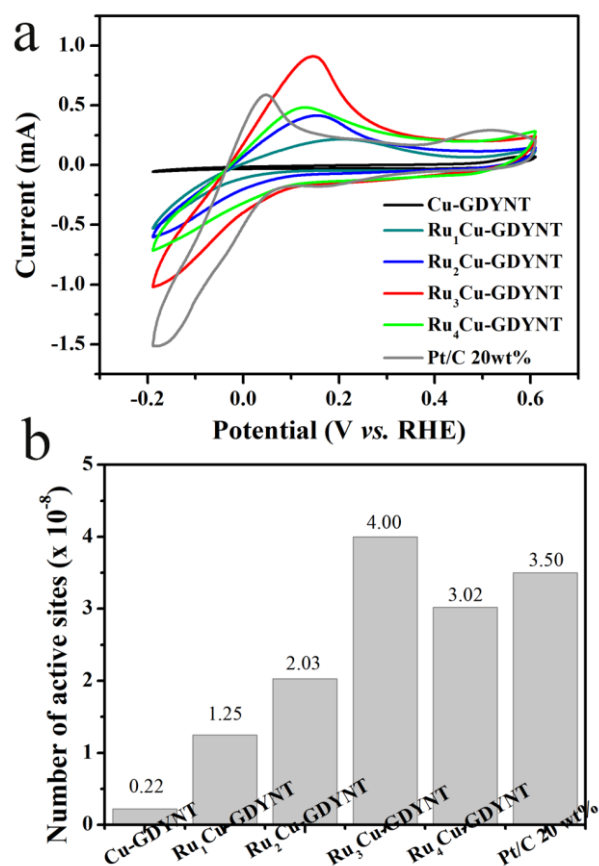 a
1.0
0.5
0.0
-0.5
-1.0
-1.5
Current (mA)
Cu-GDYNT
Ru₁Cu-GDYNT
Ru₂Cu-GDYNT
Ru₃Cu-GDYNT
Ru₄Cu-GDYNT
Pt/C 20wt%
-0.2 0.0 0.2 0.4 0.6
Potential (V vs. RHE)
b
5
4
3
2
1
0
Number of active sites (x 10⁻⁸)
0.22
1.25
2.03
4.00
3.02
3.50
Cu-GDYNT
Ru₁Cu-GDYNT
Ru₂Cu-GDYNT
Ru₃Cu-GDYNT
Ru₄Cu-GDYNT
Pt/C 20 wt%